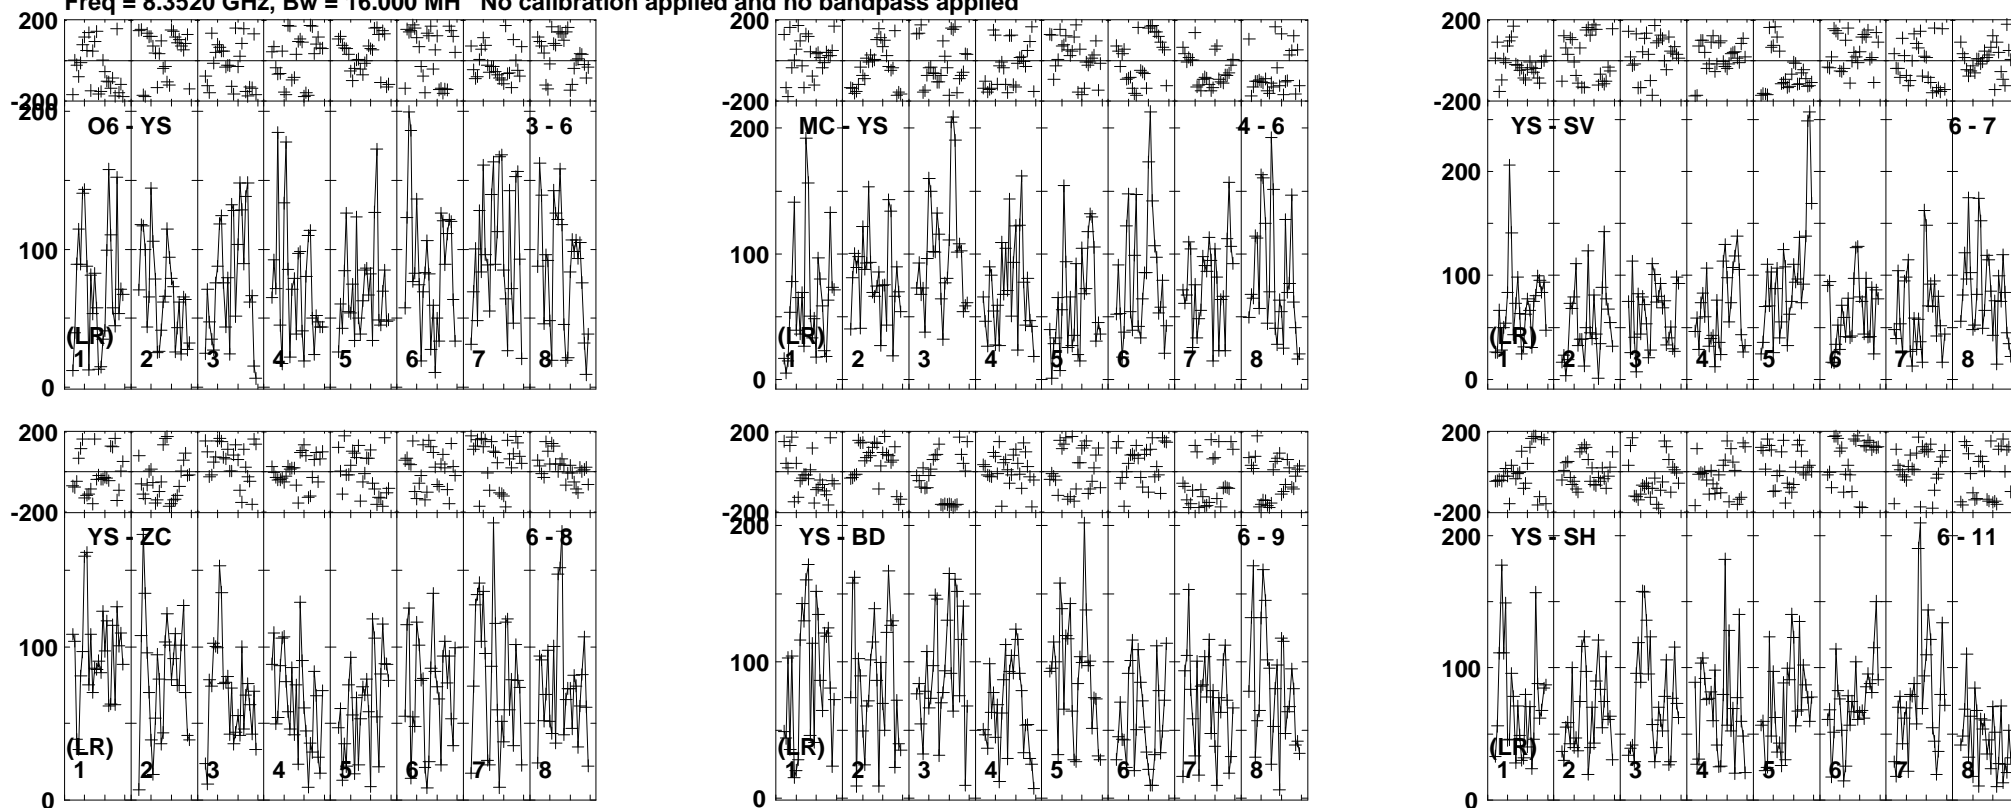 Freq = 8.3520 GHz, Bw = 16.000 MH No calibration applied and no bandpass applied
200
-200
200
100
0
O6 - YS
3 - 6
(LR)
1 2 3 4 5 6 7 8
200
-200
200
100
0
MC - YS
4 - 6
(LR)
1 2 3 4 5 6 7 8
200
-200
200
100
0
YS - SV
6 - 7
(LR)
1 2 3 4 5 6 7 8
200
-200
100
0
YS - ZC
6 - 8
(LR)
1 2 3 4 5 6 7 8
200
-200
200
100
0
YS - BD
6 - 9
(LR)
1 2 3 4 5 6 7 8
200
-200
200
100
0
YS - SH
6 - 11
(LR)
1 2 3 4 5 6 7 8